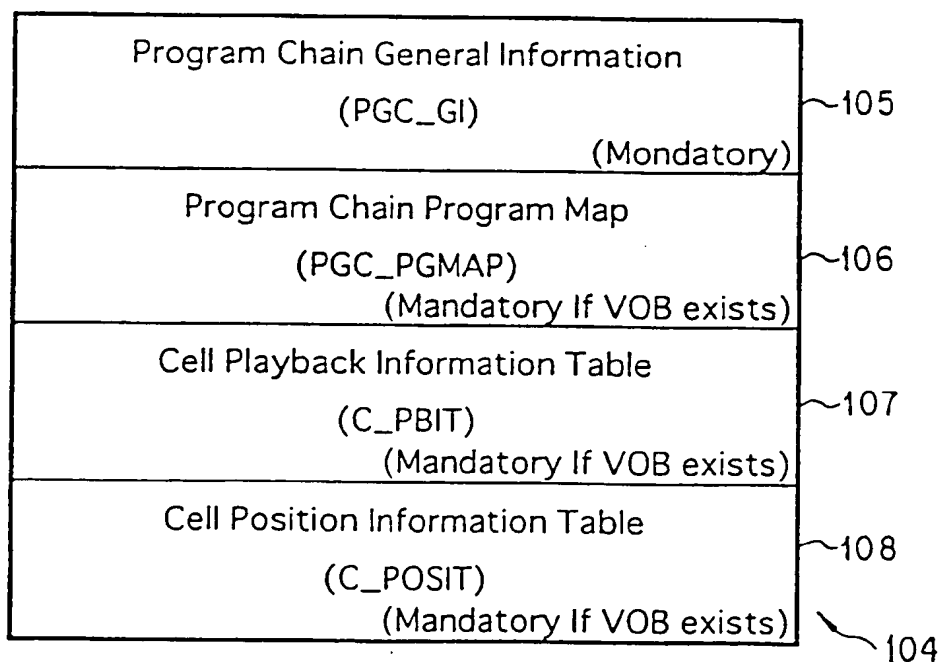 Program Chain General Information
(PGC_GI)
(Mondatory)
105
Program Chain Program Map
(PGC_PGMAP)
(Mandatory If VOB exists)
106
Cell Playback Information Table
(C_PBIT)
(Mandatory If VOB exists)
107
Cell Position Information Table
(C_POSIT)
(Mandatory If VOB exists)
108
104